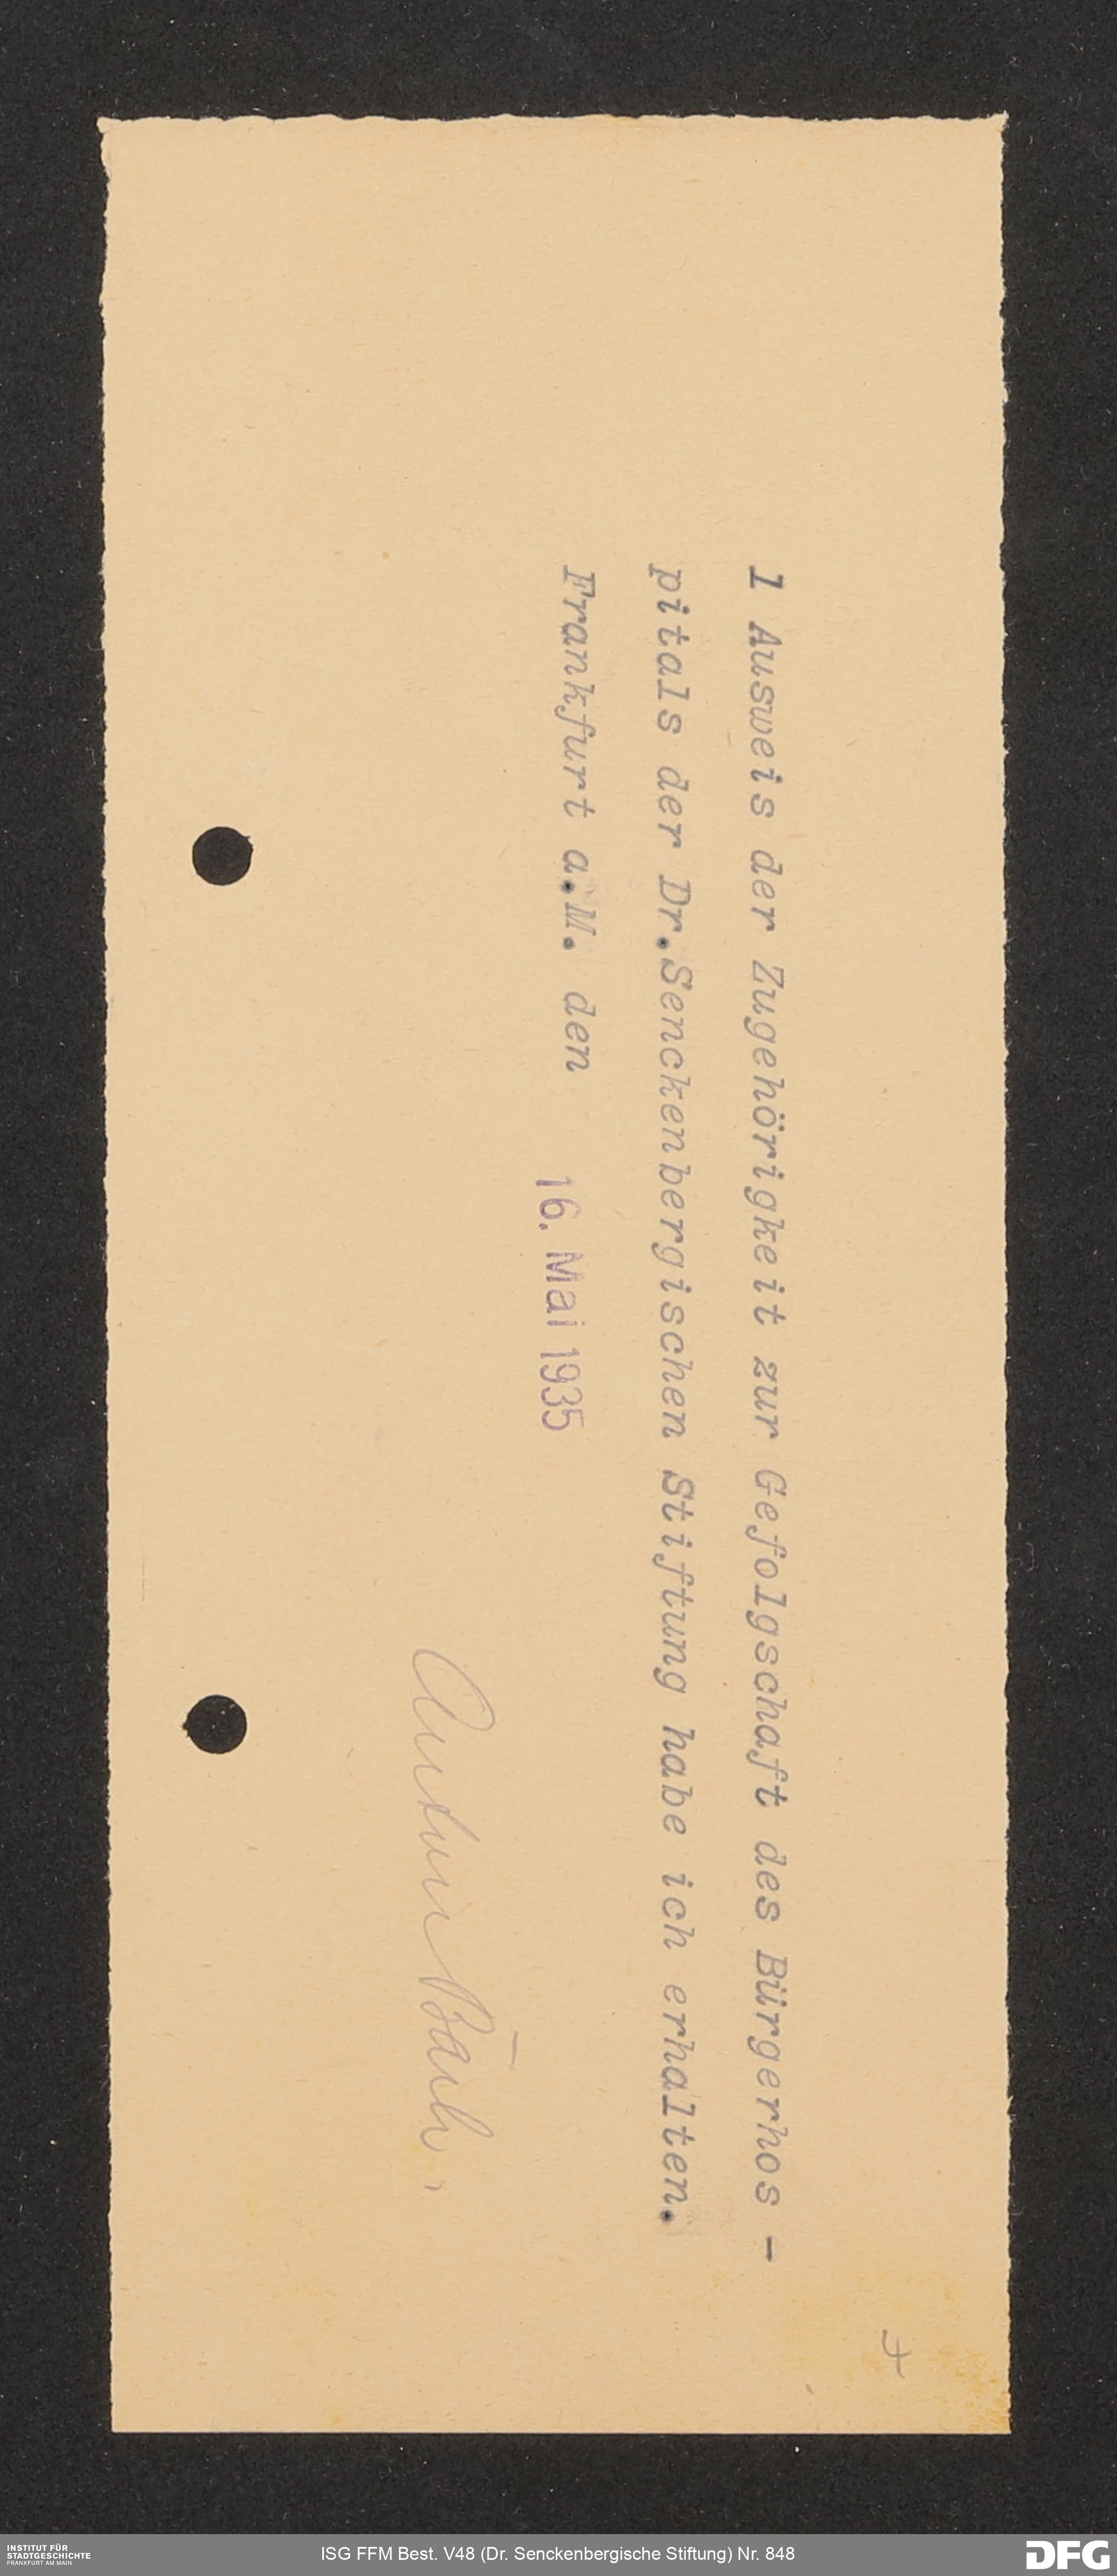 7
1 Ausweis der Zugehörigkeit zur Gefolgschaft des Bürgerhos -
pitals der Dr.Senckenbergischen Stiftung habe ich erhalten.
Frankfurt a.M. den 16. Mai 1935
INSTITUT FÜR
STADTGESCHICHTE
FRANKFURT AM MAIN
ISG FFM Best. V48 (Dr. Senckenbergische Stiftung) Nr. 848
DFG